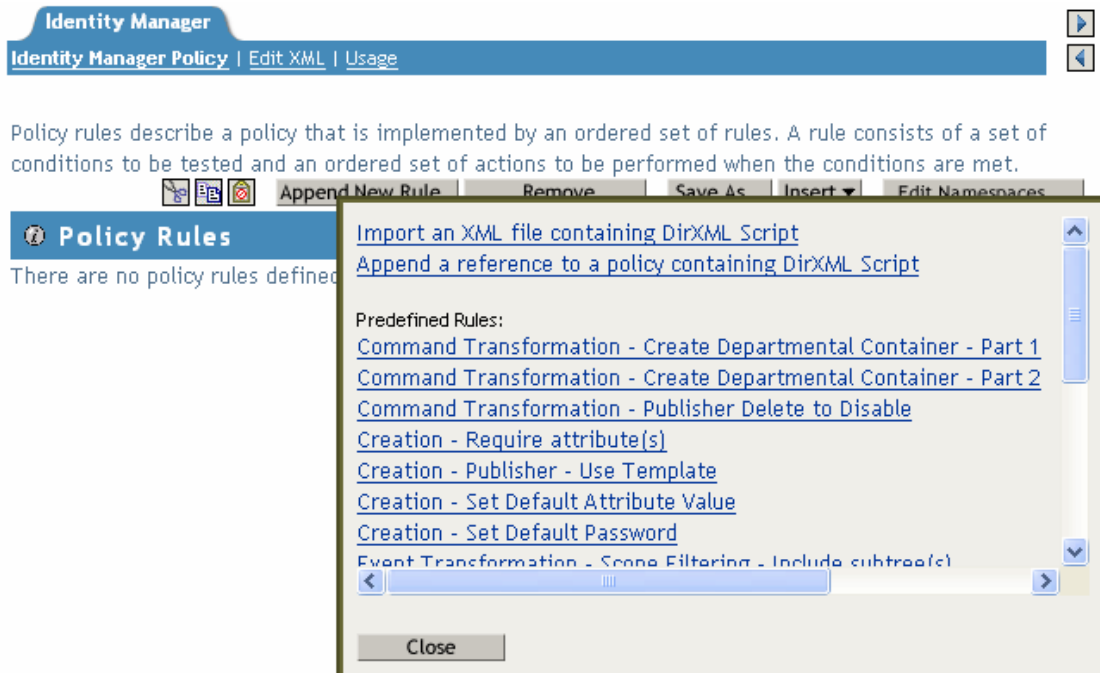 Identity Manager
Identity Manager Policy | Edit XML | Usage
Policy rules describe a policy that is implemented by an ordered set of rules. A rule consists of a set of
conditions to be tested and an ordered set of actions to be performed when the conditions are met.
Append New Rule Remove Save As Insert Edit Namespaces
Policy Rules
There are no policy rules defined
Import an XML file containing DirXML Script
Append a reference to a policy containing DirXML Script
Predefined Rules:
Command Transformation - Create Departmental Container - Part 1
Command Transformation - Create Departmental Container - Part 2
Command Transformation - Publisher Delete to Disable
Creation - Require attribute(s)
Creation - Publisher - Use Template
Creation - Set Default Attribute Value
Creation - Set Default Password
Event Transformation - Scope Filtering - Include subtree(s)
Close